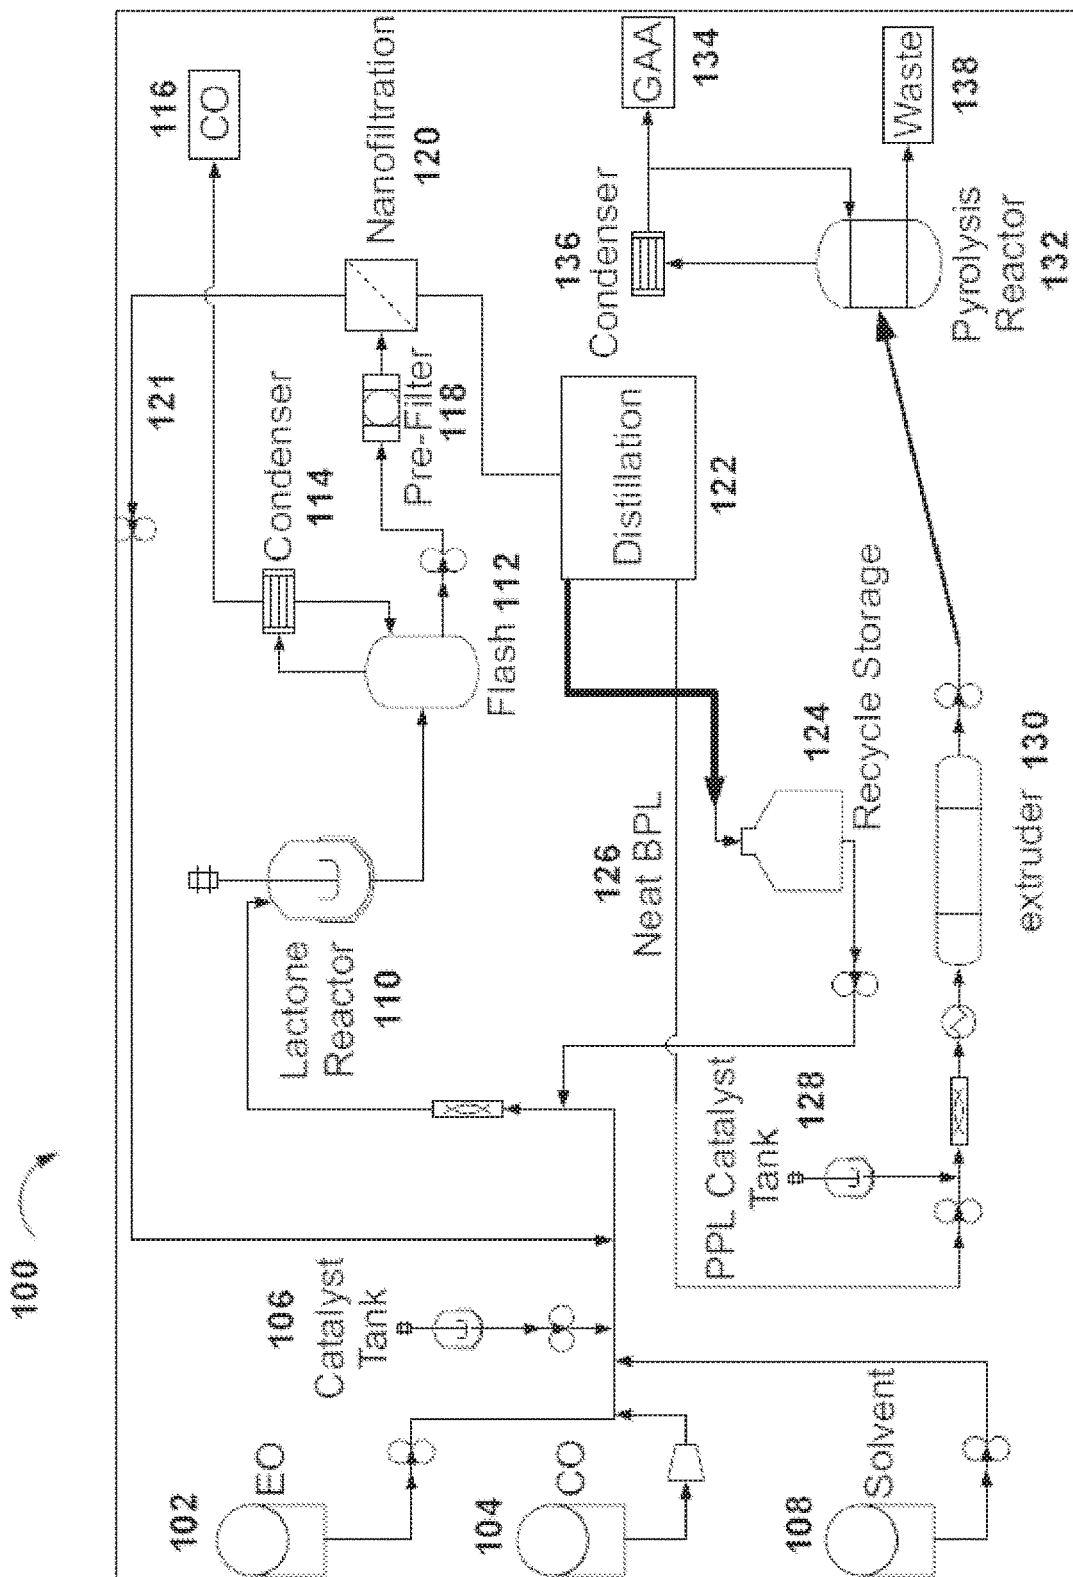 100
102
EO
104
CO
108
Solvent
106
Catalyst
Tank
Lactone
Reactor
110
Flash 112
Condenser
114
116
CO
121
Pre-Filter
118
Nanofiltration
120
Distillation
122
124
Recycle Storage
126
Neat BPL
PPL Catalyst
Tank
128
extruder 130
Pyrolysis
Reactor
132
Condenser
136
GAA
134
Waste
138